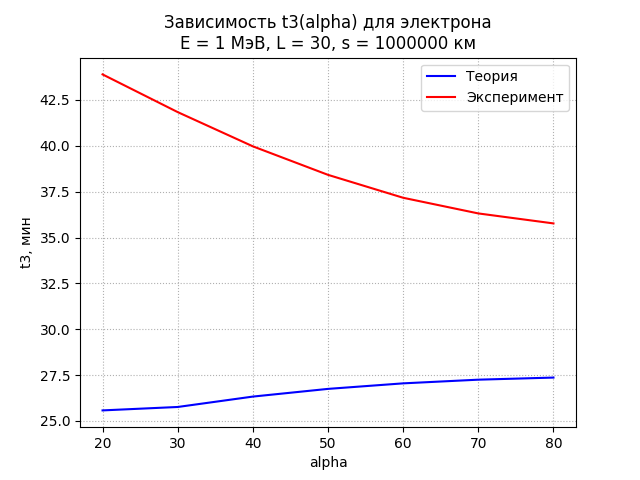 Зависимость t3(alpha) для электрона
E = 1 МэВ, L = 30, s = 1000000 км
Теория
Эксперимент
42.5
40.0
37.5
35.0
32.5
30.0
27.5
25.0
t3, мин
20 30 40 50 60 70 80
alpha